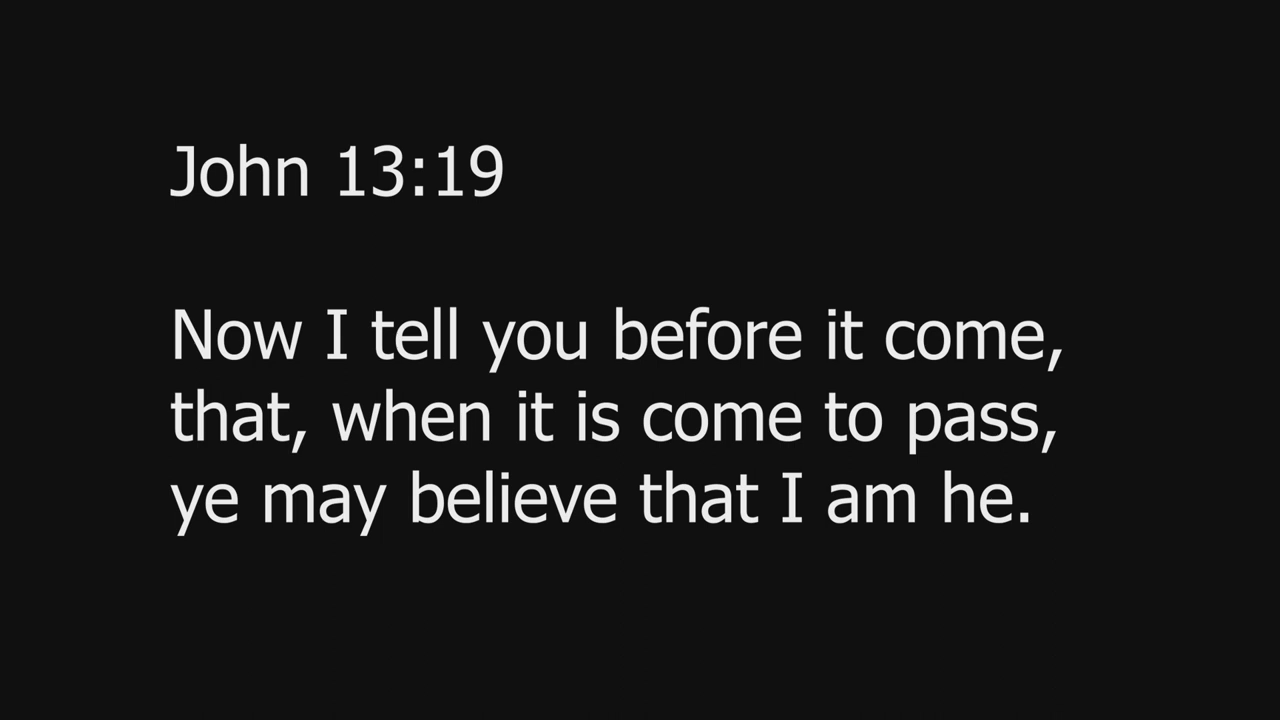 John 13:19
Now I tell you before it come,
that, when it is come to pass,
ye may believe that I am he.